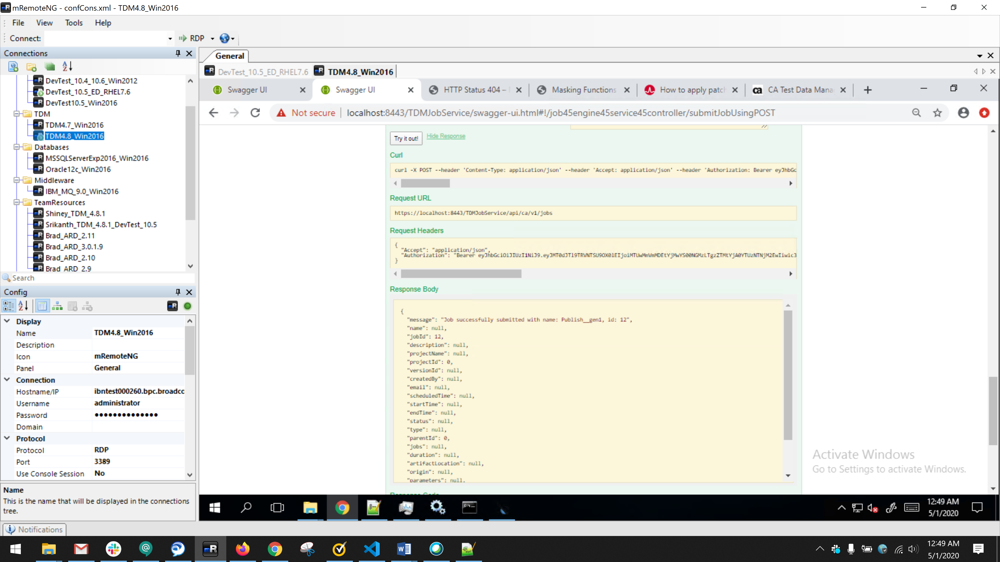 mRemoteNG - confCons.xml - TDM4.8_Win2016
File View Tools Help
Connect: RDP
Connections
DevTest_10.4_10.6_Win2012
DevTest_10.5_ED_RHEL7.6
DevTest10.5_Win2016
TDM
TDM4.7_Win2016
TDM4.8_Win2016
Databases
MSSQLServerExp2016_Win2016
Oracle12c_Win2016
Middleware
IBM_MQ_9.0_Win2016
TeamResources
Shiney_TDM_4.8.1
Srikanth_TDM_4.8.1_DevTest_10.5
Brad_ARD_2.11
Brad_ARD_3.0.1.9
Brad_ARD_2.10
Brad_ARD_2.9
Search
Config
Display
Name TDM4.8_Win2016
Description
Icon mRemoteNG
Panel General
Connection
Hostname/IP ibntest000260.bpc.broadcc
Username administrator
Password ••••••••••••••
Domain
Protocol
Protocol RDP
Port 3389
Use Console Session No
Name
This is the name that will be displayed in the connections
tree.
Notifications
General
DevTest_10.5_ED_RHEL7.6 TDM4.8_Win2016
Swagger UI Swagger UI HTTP Status 404 – Masking Functions How to apply patch ca CA Test Data Mana
Not secure localhost:8443/TDMJobService/swagger-ui.html#!/job45engine45service45controller/submitJobUsingPOST
Try it out! Hide Response
Curl
curl -X POST --header 'Content-Type: application/json' --header 'Accept: application/json' --header 'Authorization: Bearer eyJhbGc
Request URL
https://localhost:8443/TDMJobService/api/ca/v1/jobs
Request Headers
{
"Accept": "application/json",
"Authorization": "Bearer
}
Response Body
{
"message": "Job successfully submitted with name: Publish__gen1, id: 12",
"name": null,
"jobId": 12,
"description": null,
"projectName": null,
"projectId": 0,
"versionId": null,
"createdBy": null,
"email": null,
"scheduledTime": null,
"startTime": null,
"endTime": null,
"status": null,
"type": null,
"parentId": 0,
"jobs": null,
"duration": null,
"artifactLocation": null,
"origin": null,
"parameters": null,
Response Code
Activate Windows
Go to Settings to activate Windows.
12:49 AM
5/1/2020
12:49 AM
5/1/2020